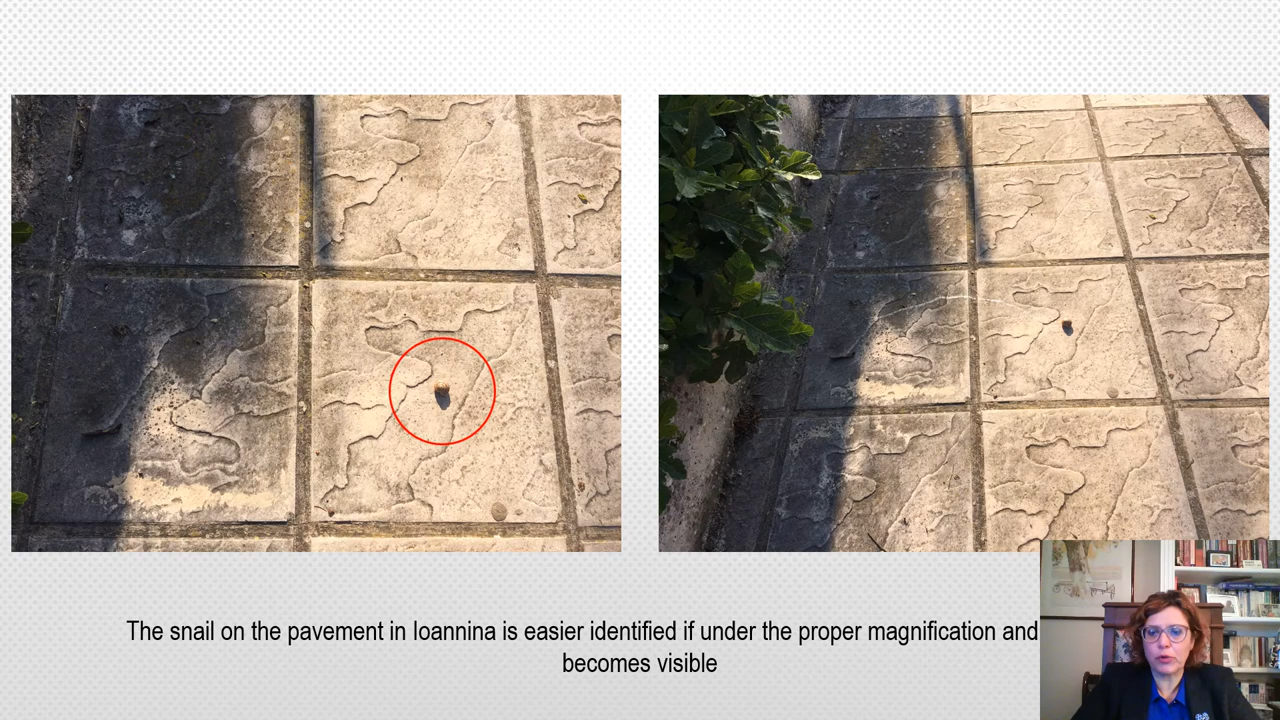 The snail on the pavement in Ioannina is easier identified if under the proper magnification and
becomes visible